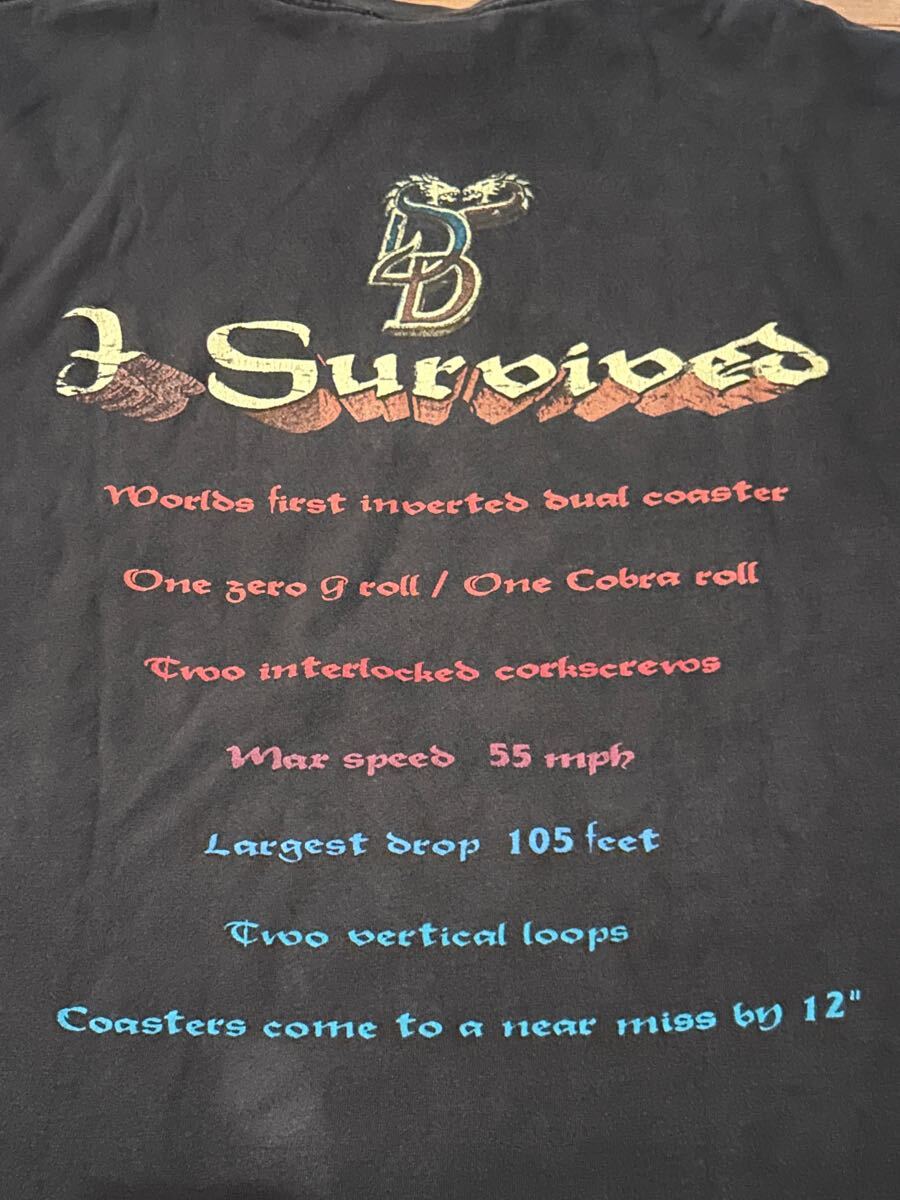 DD
I Survived
Worlds first inverted dual coaster
One zero g roll / One Cobra roll
Two interlocked corkscrews
Max speed 55 mph
Largest drop 105 feet
Two vertical loops
Coasters come to a near miss by 12"